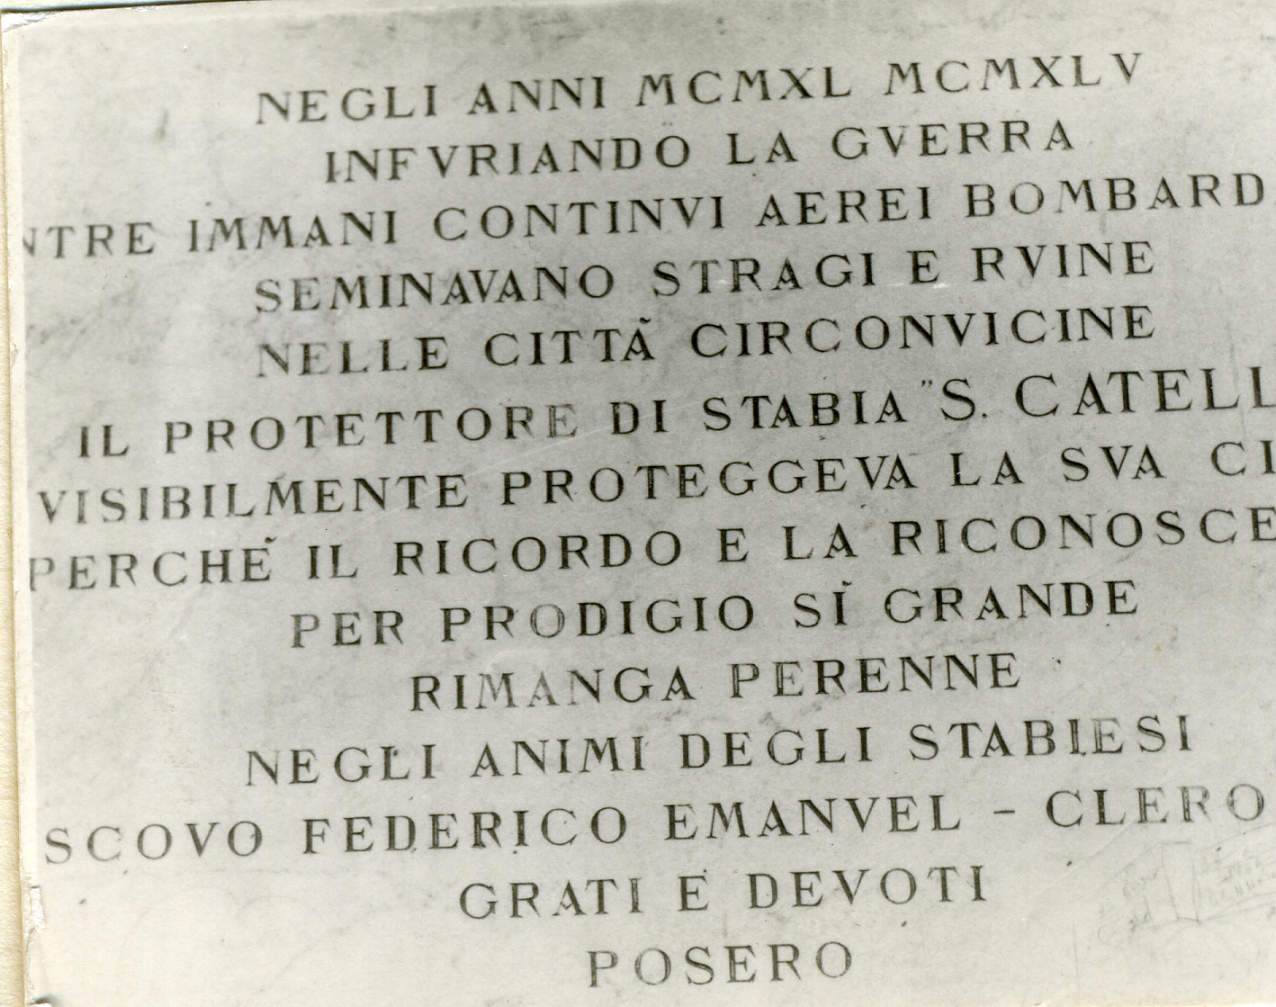 NEGLI ANNI MCMXL MCMXLV
INFVRIANDO LA GVERRA
NTRE IMMANI CONTINVI AEREI BOMBARD
SEMINAVANO STRAGI E RVINE
NELLE CITTÀ CIRCONVICINE
IL PROTETTORE DI STABIA "S. CATELL
VISIBILMENTE PROTEGGEVA LA SVA CI
PERCHÈ IL RICORDO E LA RICONOSCE
PER PRODIGIO SÌ GRANDE
RIMANGA PERENNE
NEGLI ANIMI DEGLI STABIESI
SCOVO FEDERICO EMANVEL - CLERO
GRATI E DEVOTI
POSERO